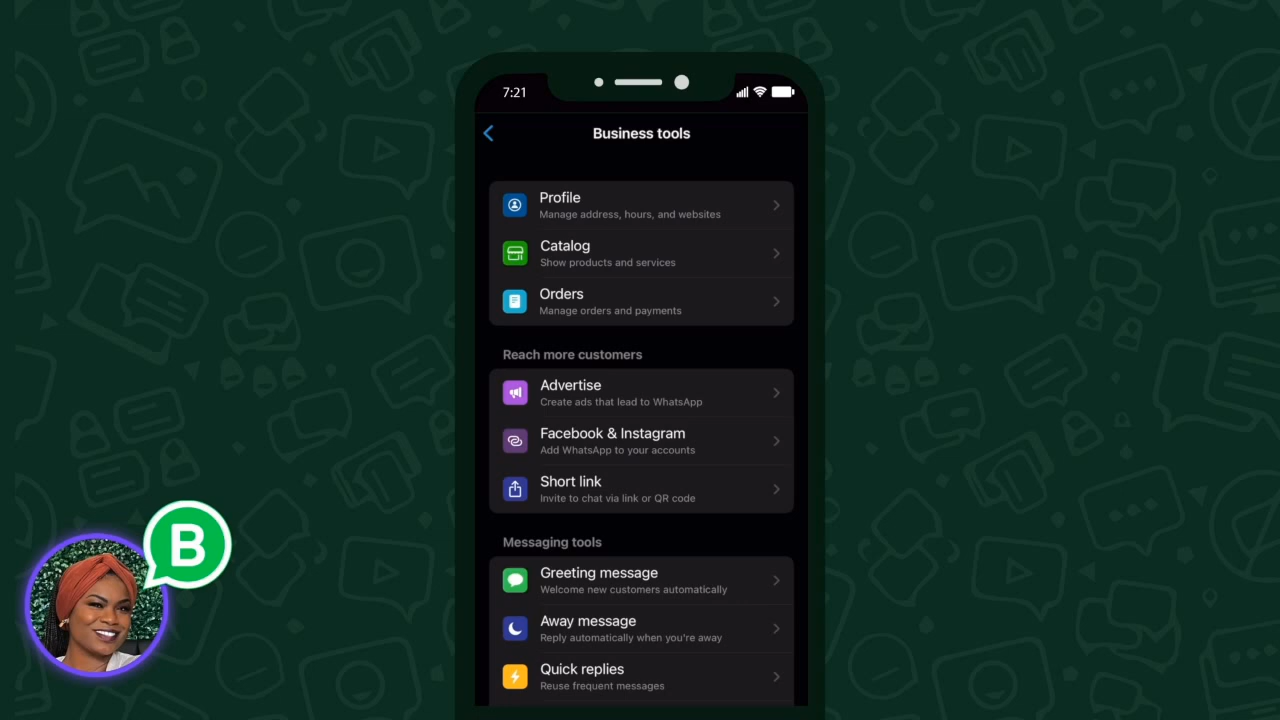 7:21
Business tools
Profile
Manage address, hours, and websites
Catalog
Show products and services
Orders
Manage orders and payments
Reach more customers
Advertise
Create ads that lead to WhatsApp
Facebook & Instagram
Add WhatsApp to your accounts
Short link
Invite to chat via link or QR code
Messaging tools
Greeting message
Welcome new customers automatically
Away message
Reply automatically when you're away
Quick replies
Reuse frequent messages
B